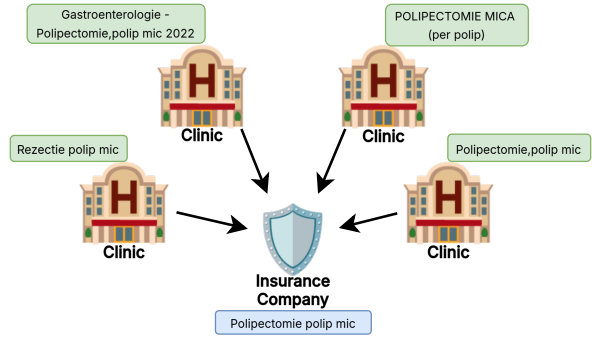 Gastroenterologie -
Polipectomie,polip mic 2022
POLIPECTOMIE MICA
(per polip)
H
Clinic
H
Clinic
Rezectie polip mic
Polipectomie,polip mic
H
Clinic
H
Clinic
Insurance
Company
Polipectomie polip mic